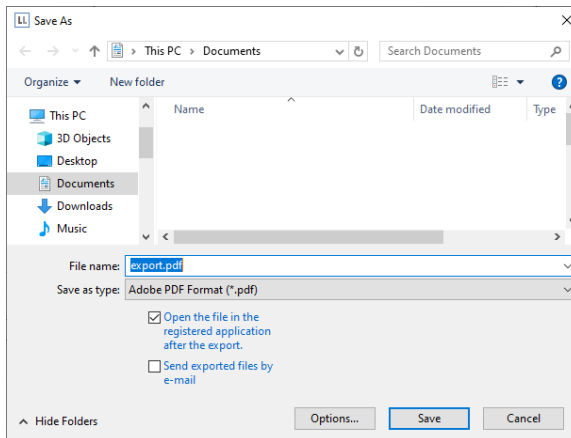 LL Save As
This PC > Documents
Search Documents
Organize
New folder
?
Name
Date modified
Type
This PC
3D Objects
Desktop
Documents
Downloads
Music
File name: export.pdf
Save as type: Adobe PDF Format (*.pdf)
Open the file in the
registered application
after the export.
Send exported files by
e-mail
Hide Folders
Options...
Save
Cancel